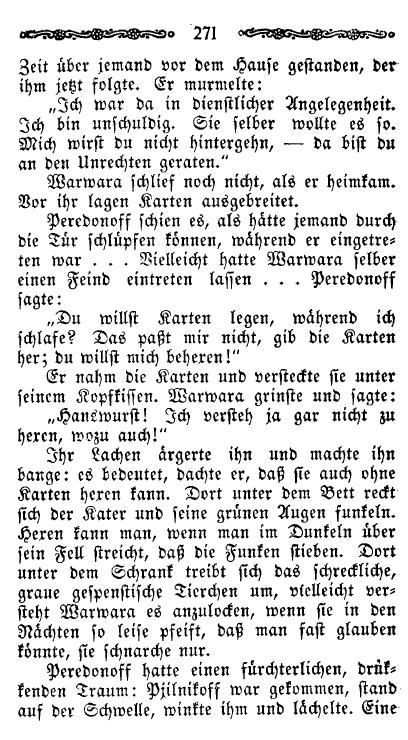 271
Zeit über jemand vor dem Hause gestanden, der
ihm jetzt folgte. Er murmelte:
„Ich war da in dienstlicher Angelegenheit.
Ich bin unschuldig. Sie selber wollte es so.
Mich wirst du nicht hintergehn, — da bist du
an den Unrechten geraten.“
Warwara schlief noch nicht, als er heimkam.
Vor ihr lagen Karten ausgebreitet.
Peredonoff schien es, als hätte jemand durch
die Tür schlüpfen können, während er eingetre-
ten war . . . Vielleicht hatte Warwara selber
einen Feind eintreten lassen . . . Peredonoff
sagte:
„Du willst Karten legen, während ich
schlafe? Das paßt mir nicht, gib die Karten
her; du willst mich behexen!“
Er nahm die Karten und versteckte sie unter
seinem Kopfkissen. Warwara grinste und sagte:
„Hanswurst! Ich versteh ja gar nicht zu
hexen, wozu auch!“
Ihr Lachen ärgerte ihn und machte ihn
bange: es bedeutet, dachte er, daß sie auch ohne
Karten hexen kann. Dort unter dem Bett reckt
sich der Kater und seine grünen Augen funkeln.
Hexen kann man, wenn man im Dunkeln über
sein Fell streicht, daß die Funken stieben. Dort
unter dem Schrank treibt sich das schreckliche,
graue gespenstische Tierchen um, vielleicht ver-
steht Warwara es anzulocken, wenn sie in den
Nächten so leise pfeift, daß man fast glauben
könnte, sie schnarche nur.
Peredonoff hatte einen fürchterlichen, drük-
kenden Traum: Pjilnikoff war gekommen, stand
auf der Schwelle, winkte ihm und lächelte. Eine